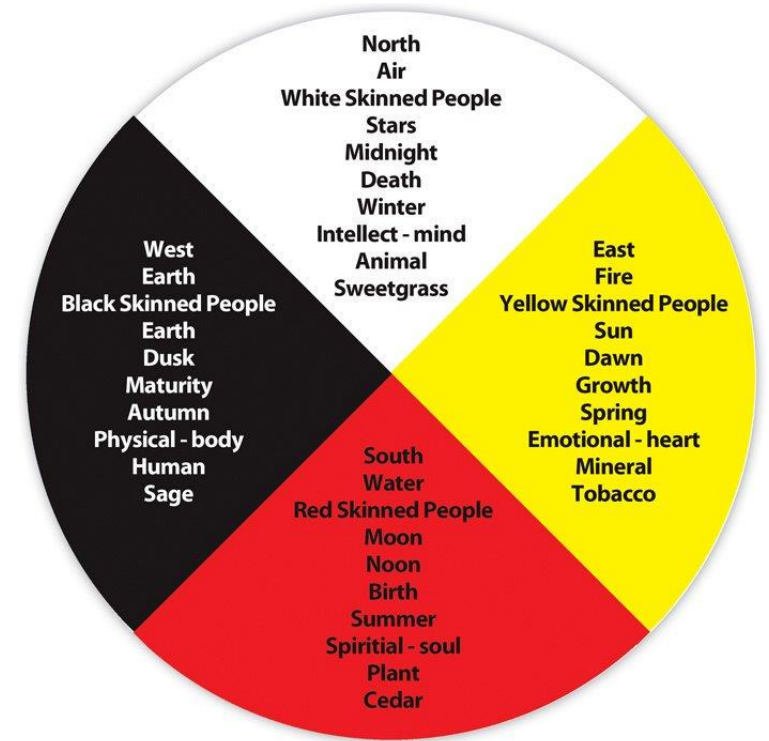 North
Air
White Skinned People
Stars
Midnight
Death
Winter
Intellect - mind
Animal
Sweetgrass
West
Earth
Black Skinned People
Earth
Dusk
Maturity
Autumn
Physical - body
Human
Sage
East
Fire
Yellow Skinned People
Sun
Dawn
Growth
Spring
Emotional - heart
Mineral
Tobacco
South
Water
Red Skinned People
Moon
Noon
Birth
Summer
Spiritial - soul
Plant
Cedar